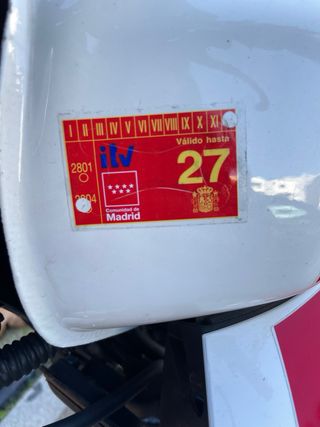 I II III IV V VI VII VIII IX X XI
itv
Válido hasta
2801
27
2804
Comunidad de
Madrid